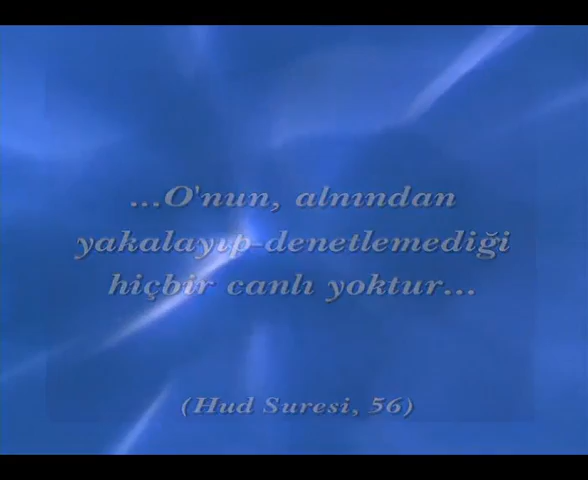 ...O'nun, alnından
yakalayıp-denetlemediği
hiçbir canlı yoktur...
(Hud Suresi, 56)